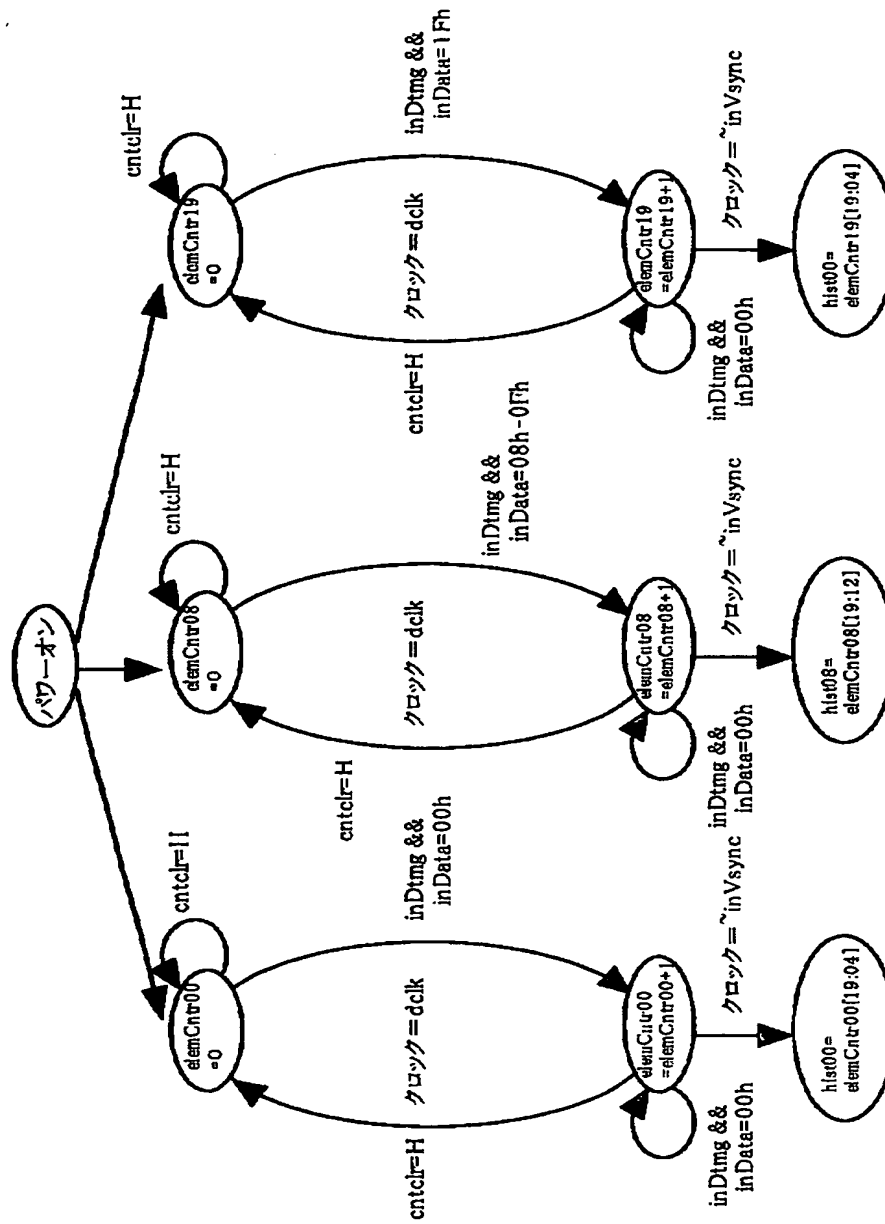 パワーオン
cntclr=H
cntclr=H
cntclr=H
elemCntr00
=0
elemCntr08
=0
elemCntr19
=0
cntclr=H
クロック=dclk
inDtmg &&
inData=00h
cntclr=H
クロック=dclk
inDtmg &&
inData=08h-0Fh
cntclr=H
クロック=dclk
inDtmg &&
inData=1Fh
elemCntr00
=elemCntr00+1
elemCntr08
=elemCntr08+1
elemCntr19
=elemCntr19+1
inDtmg &&
inData=00h
クロック=~inVsync
inDtmg &&
inData=00h
クロック=~inVsync
inDtmg &&
inData=00h
クロック=~inVsync
hist00=
elemCntr00[19:04]
hist08=
elemCntr08[19:12]
hist00=
elemCntr19[19:04]